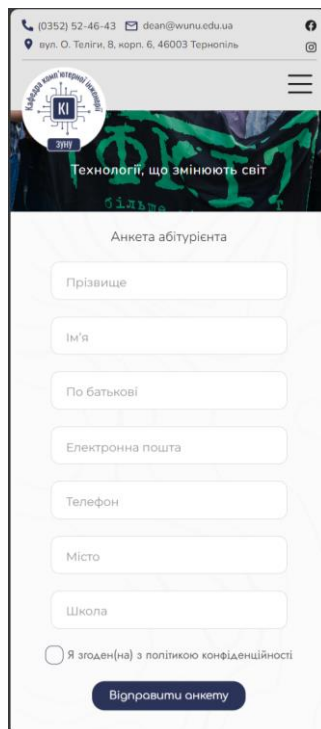 (0352) 52-46-43 dean@wunu.edu.ua
вул. О. Теліги, 8, корп. 6, 46003 Тернопіль
Кафедра комп'ютерної інженерії
КІ
ЗУНУ
ФКІТ
Технології, що змінюють світ
більше
Анкета абітурієнта
Прізвище
Ім'я
По батькові
Електронна пошта
Телефон
Місто
Школа
Я згоден(на) з політикою конфіденційності
Відправити анкету